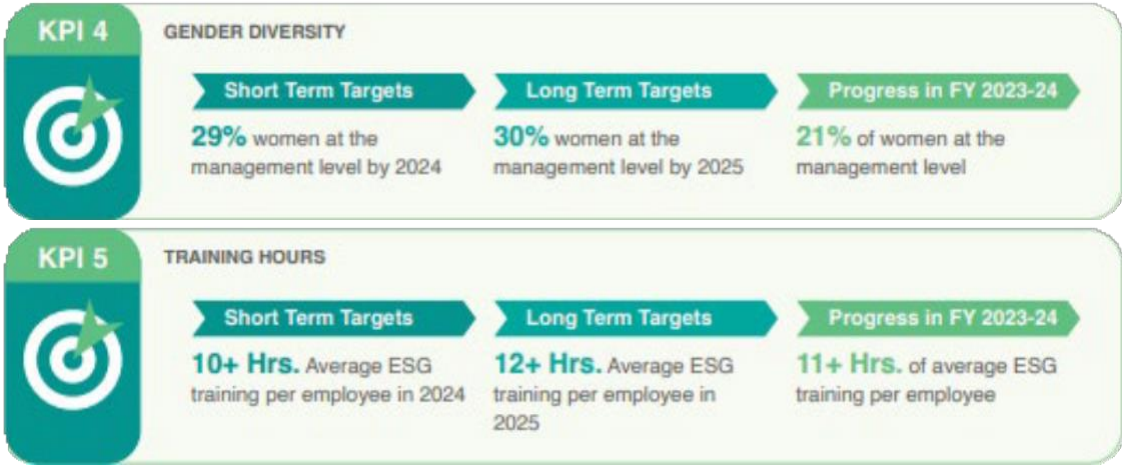 KPI 4
GENDER DIVERSITY
Short Term Targets
29% women at the
management level by 2024
Long Term Targets
30% women at the
management level by 2025
Progress in FY 2023-24
21% of women at the
management level
KPI 5
TRAINING HOURS
Short Term Targets
10+ Hrs. Average ESG
training per employee in 2024
Long Term Targets
12+ Hrs. Average ESG
training per employee in
2025
Progress in FY 2023-24
11+ Hrs. of average ESG
training per employee